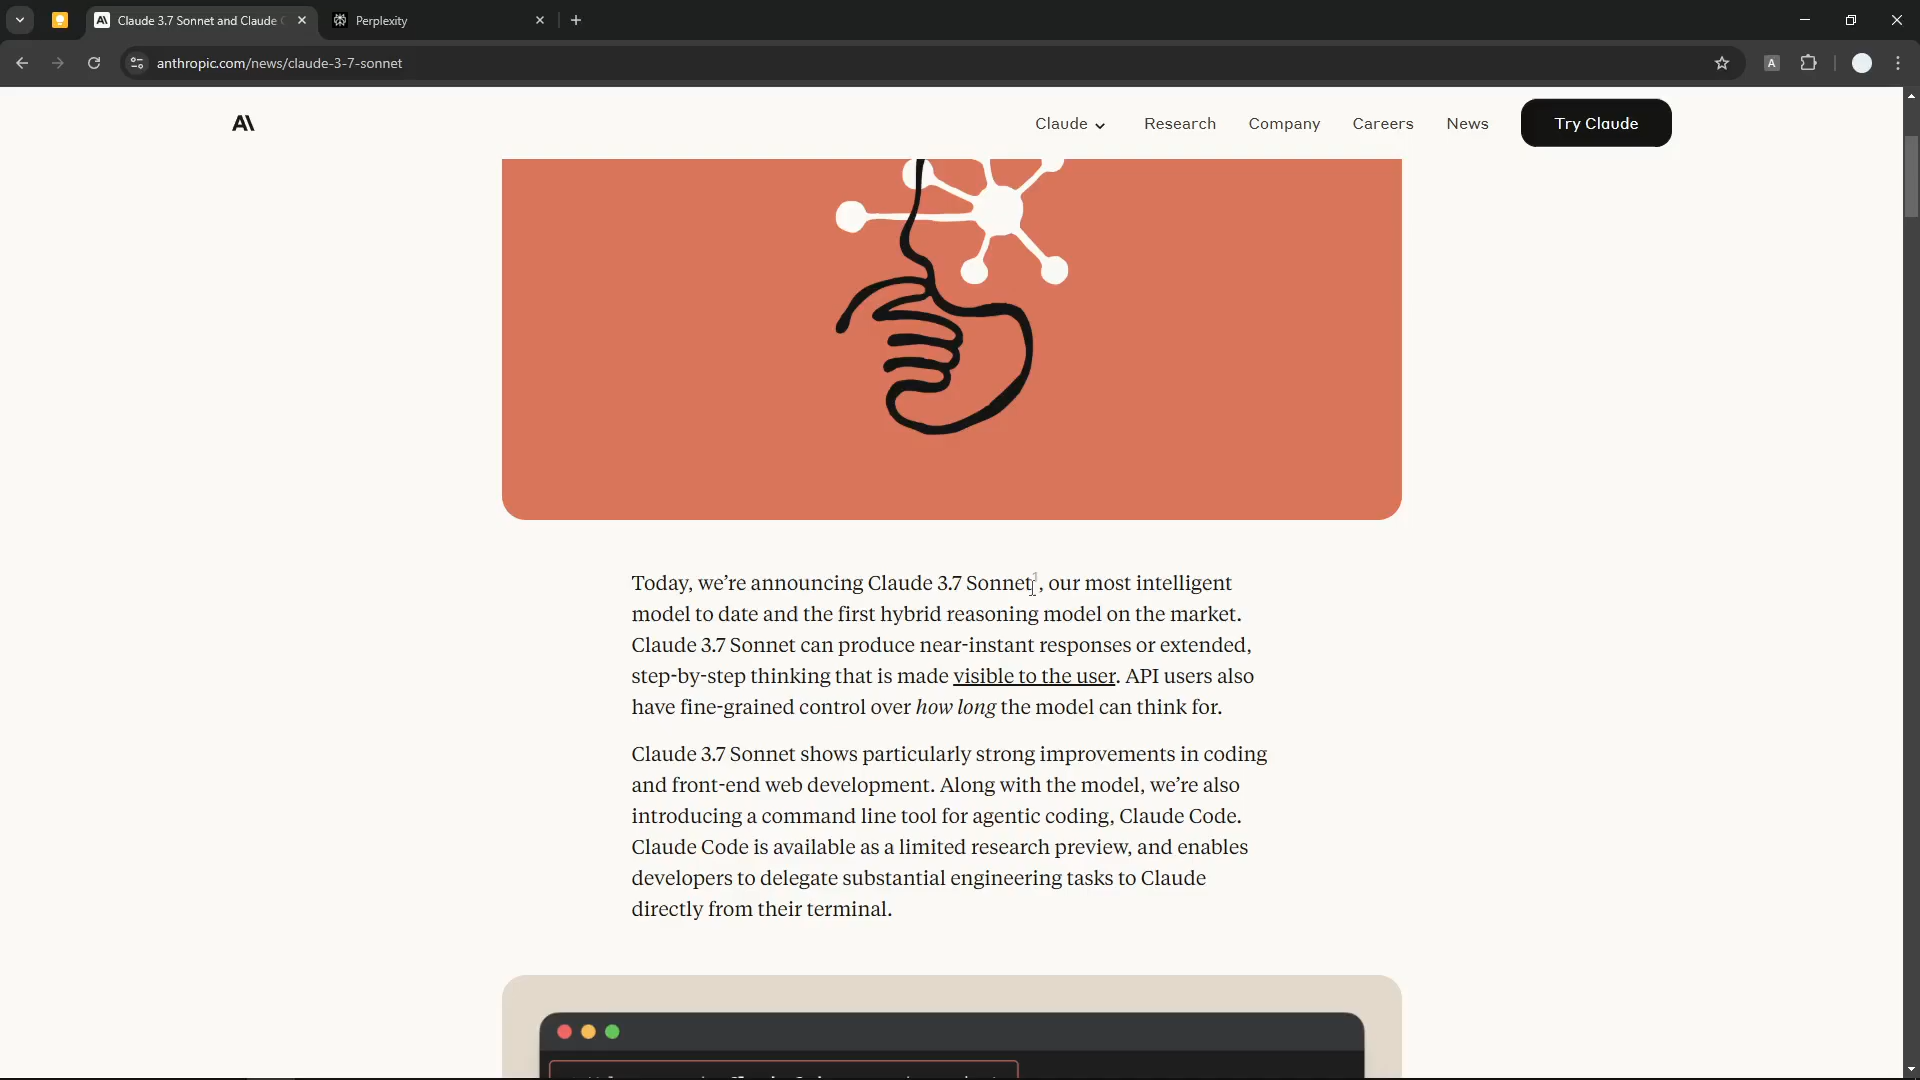 Claude 3.7 Sonnet and Claude C
Perplexity
anthropic.com/news/claude-3-7-sonnet
A
A\
Claude
Research
Company
Careers
News
Try Claude
Today, we’re announcing Claude 3.7 Sonnet¹, our most intelligent
model to date and the first hybrid reasoning model on the market.
Claude 3.7 Sonnet can produce near-instant responses or extended,
step-by-step thinking that is made visible to the user. API users also
have fine-grained control over how long the model can think for.
Claude 3.7 Sonnet shows particularly strong improvements in coding
and front-end web development. Along with the model, we’re also
introducing a command line tool for agentic coding, Claude Code.
Claude Code is available as a limited research preview, and enables
developers to delegate substantial engineering tasks to Claude
directly from their terminal.